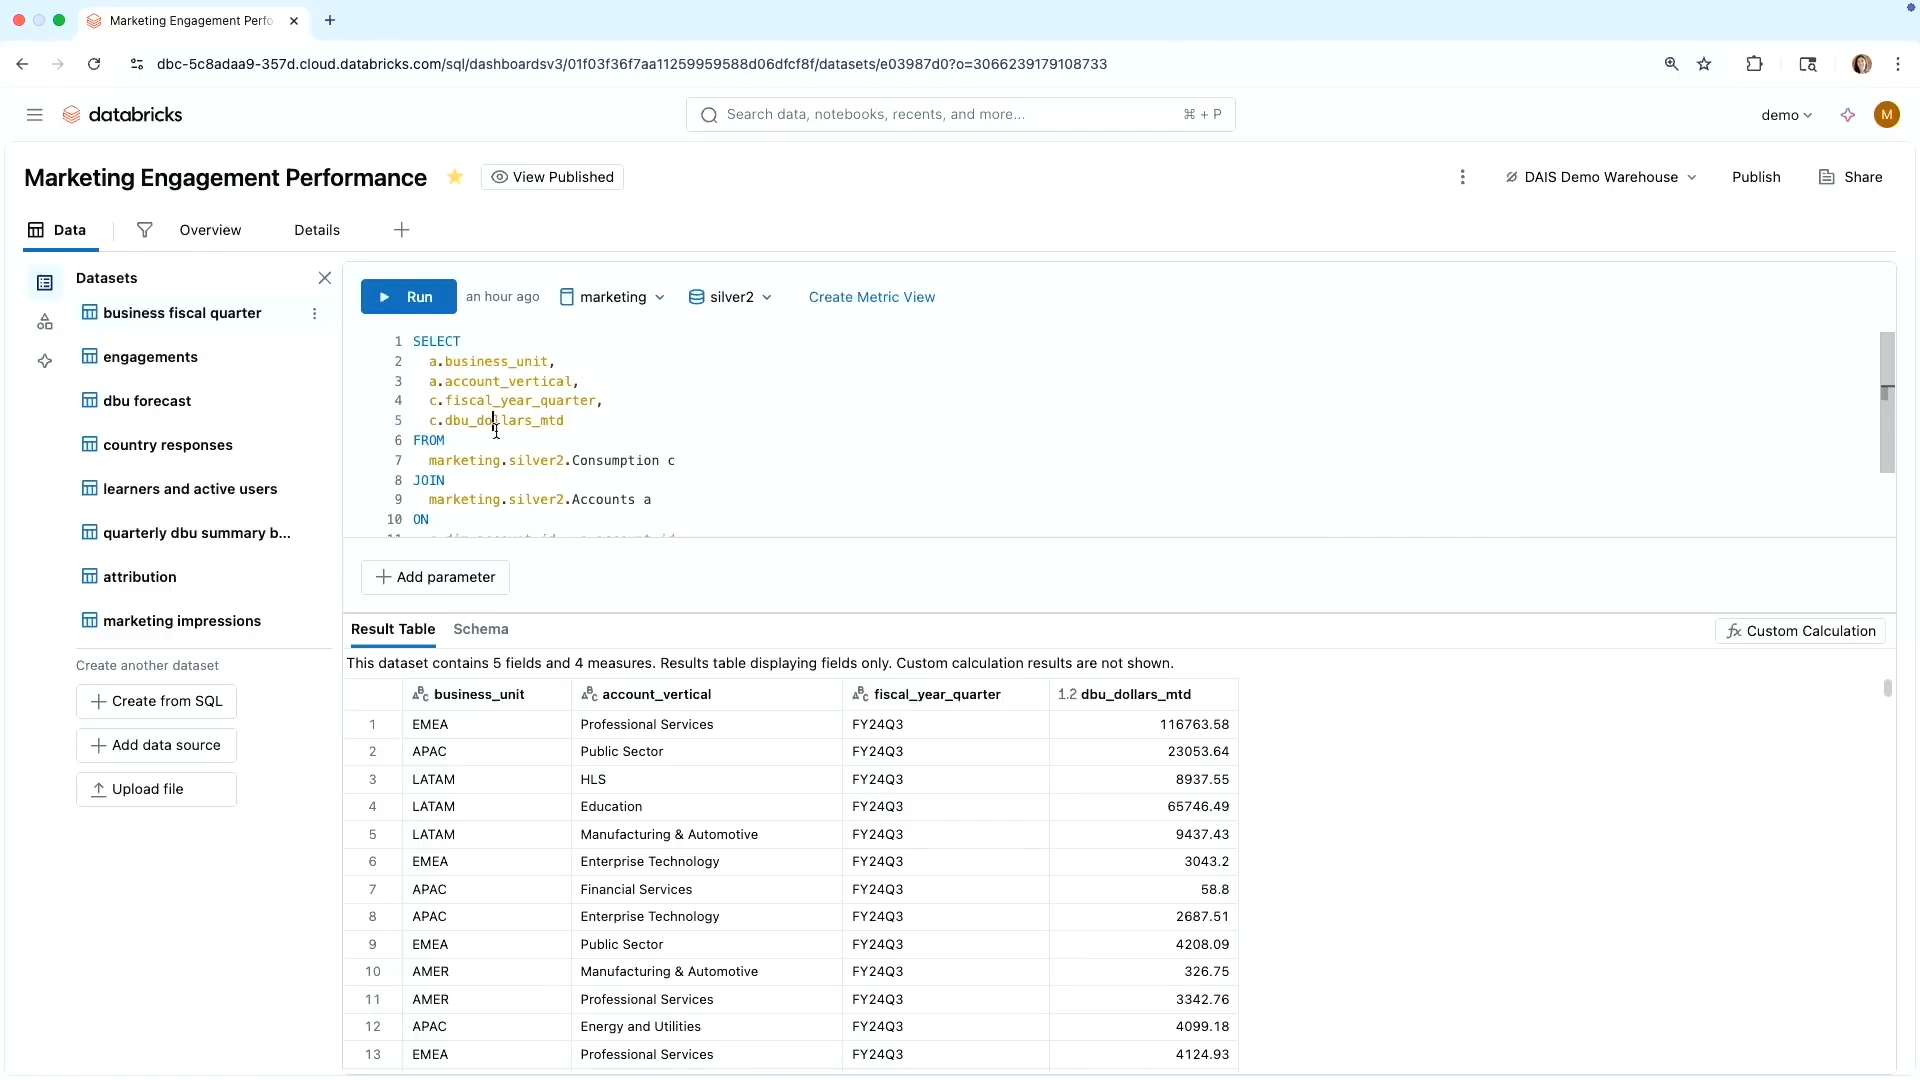 Marketing Engagement Perfo
dbc-5c8adaa9-357d.cloud.databricks.com/sql/dashboardsv3/01f03f36f7aa11259959588d06dfcf8f/datasets/e03987d0?o=3066239179108733
databricks
Search data, notebooks, recents, and more...
⌘ + P
demo
M
Marketing Engagement Performance
View Published
DAIS Demo Warehouse
Publish
Share
Data
Overview
Details
Datasets
business fiscal quarter
engagements
dbu forecast
country responses
learners and active users
quarterly dbu summary b...
attribution
marketing impressions
Create another dataset
Create from SQL
Add data source
Upload file
Run
an hour ago
marketing
silver2
Create Metric View
1 SELECT
2 a.business_unit,
3 a.account_vertical,
4 c.fiscal_year_quarter,
5 c.dbu_dollars_mtd
6 FROM
7 marketing.silver2.Consumption c
8 JOIN
9 marketing.silver2.Accounts a
10 ON
Add parameter
Result Table
Schema
Custom Calculation
This dataset contains 5 fields and 4 measures. Results table displaying fields only. Custom calculation results are not shown.
business_unit account_vertical fiscal_year_quarter 1.2 dbu_dollars_mtd
1 EMEA Professional Services FY24Q3 116763.58
2 APAC Public Sector FY24Q3 23053.64
3 LATAM HLS FY24Q3 8937.55
4 LATAM Education FY24Q3 65746.49
5 LATAM Manufacturing & Automotive FY24Q3 9437.43
6 EMEA Enterprise Technology FY24Q3 3043.2
7 APAC Financial Services FY24Q3 58.8
8 APAC Enterprise Technology FY24Q3 2687.51
9 EMEA Public Sector FY24Q3 4208.09
10 AMER Manufacturing & Automotive FY24Q3 326.75
11 AMER Professional Services FY24Q3 3342.76
12 APAC Energy and Utilities FY24Q3 4099.18
13 EMEA Professional Services FY24Q3 4124.93